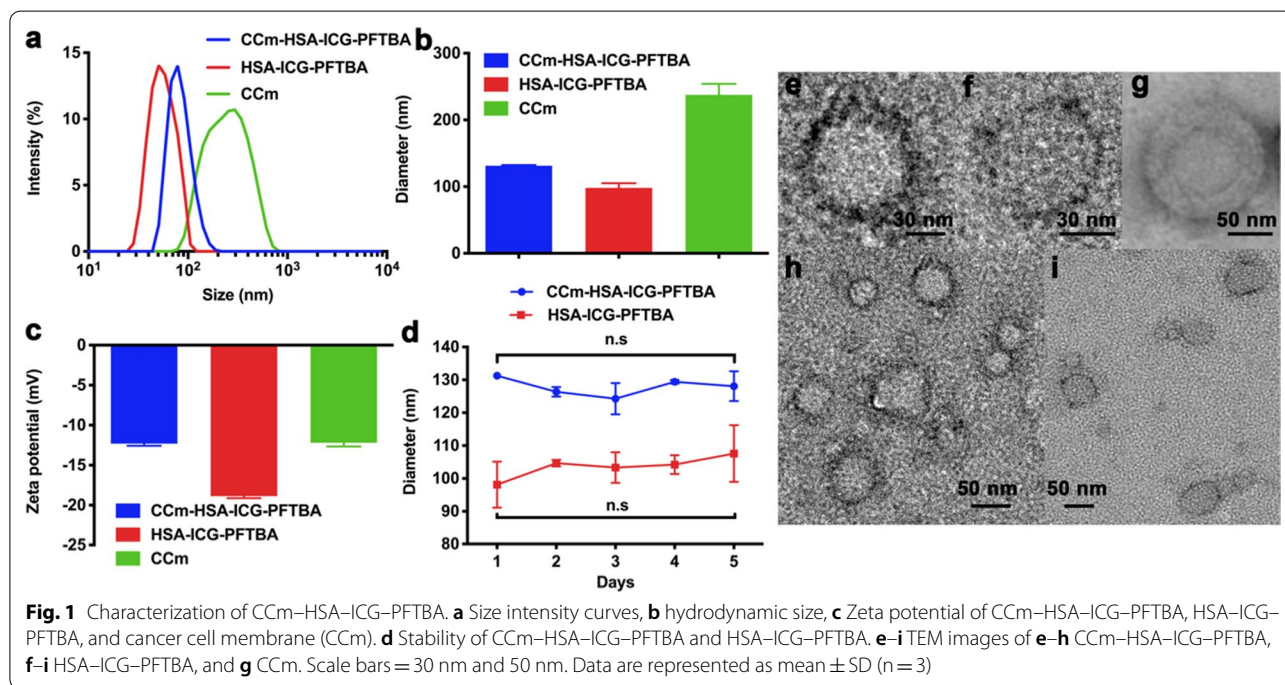 a
CCm-HSA-ICG-PFTBA
HSA-ICG-PFTBA
CCm
15
10
5
0
Intensity (%)
10¹ 10² 10³ 10⁴
Size (nm)
b
CCm-HSA-ICG-PFTBA
HSA-ICG-PFTBA
CCm
300
200
100
0
Diameter (nm)
c
0
-5
-10
-15
-20
-25
Zeta potential (mV)
CCm-HSA-ICG-PFTBA
HSA-ICG-PFTBA
CCm
d
CCm-HSA-ICG-PFTBA
HSA-ICG-PFTBA
n.s
140
130
120
110
100
90
80
Diameter (nm)
n.s
1 2 3 4 5
Days
e
30 nm
f
30 nm
g
50 nm
h
50 nm
i
50 nm
Fig. 1 Characterization of CCm–HSA–ICG–PFTBA. a Size intensity curves, b hydrodynamic size, c Zeta potential of CCm–HSA–ICG–PFTBA, HSA–ICG–
PFTBA, and cancer cell membrane (CCm). d Stability of CCm–HSA–ICG–PFTBA and HSA–ICG–PFTBA. e–i TEM images of e–h CCm–HSA–ICG–PFTBA,
f–i HSA–ICG–PFTBA, and g CCm. Scale bars = 30 nm and 50 nm. Data are represented as mean ± SD (n = 3)